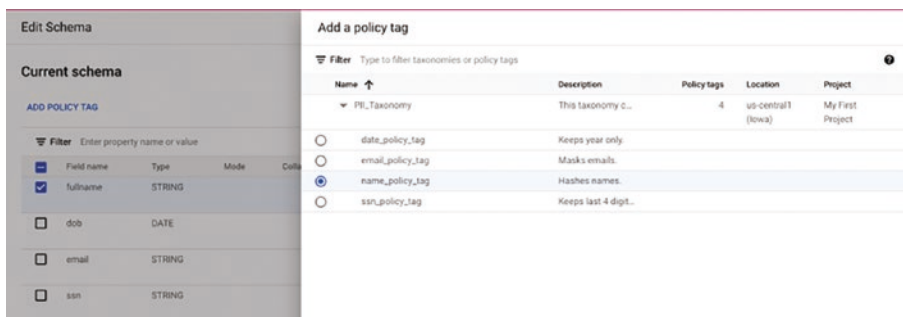 Edit Schema
Current schema
ADD POLICY TAG
Filter Enter property name or value
Field name Type Mode Colla
fullname STRING
dob DATE
email STRING
ssn STRING
Add a policy tag
Filter Type to filter taxonomies or policy tags
Name Description Policy tags Location Project
PII_Taxonomy This taxonomy c... 4 us-central1 (Iowa) My First Project
date_policy_tag Keeps year only.
email_policy_tag Masks emails.
name_policy_tag Hashes names.
ssn_policy_tag Keeps last 4 digit...